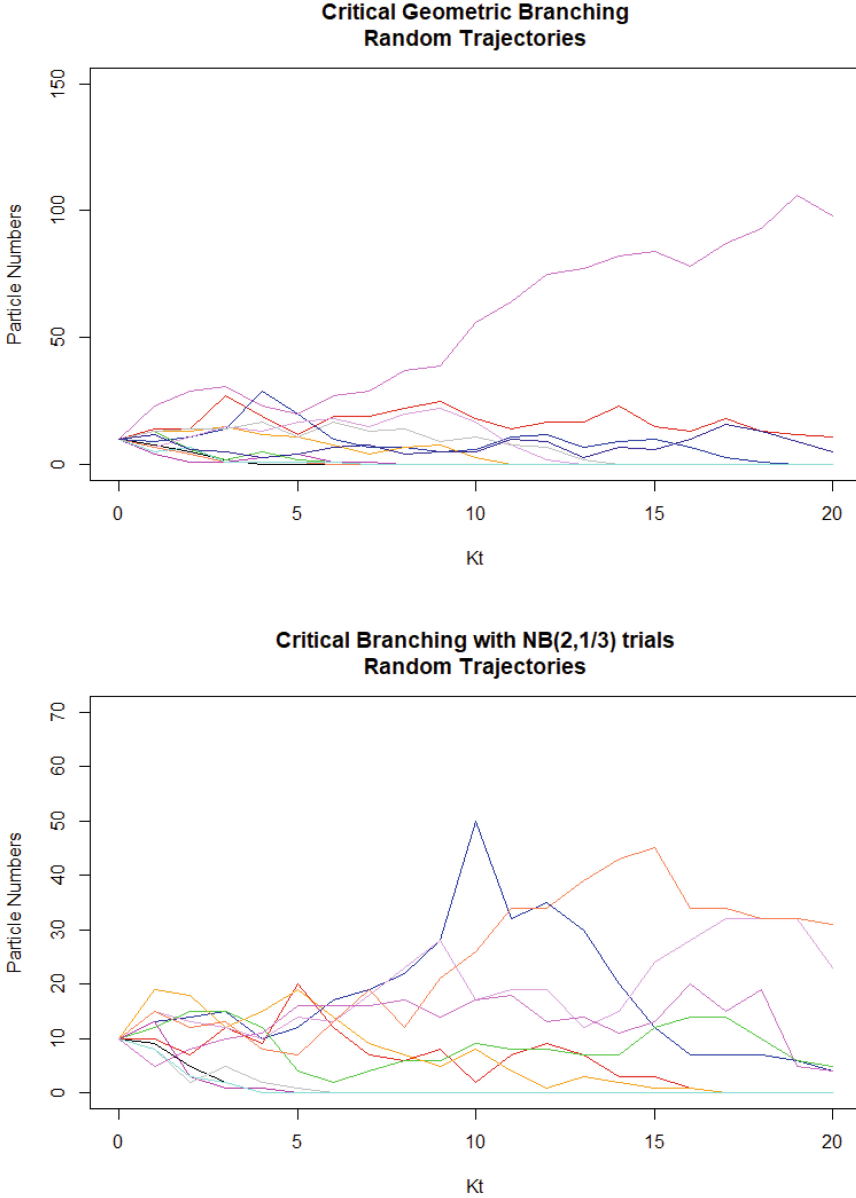 Critical Geometric Branching
Random Trajectories
150
100
50
0
Particle Numbers
0 5 10 15 20
Kt
Critical Branching with NB(2,1/3) trials
Random Trajectories
70
60
50
40
30
20
10
0
Particle Numbers
0 5 10 15 20
Kt